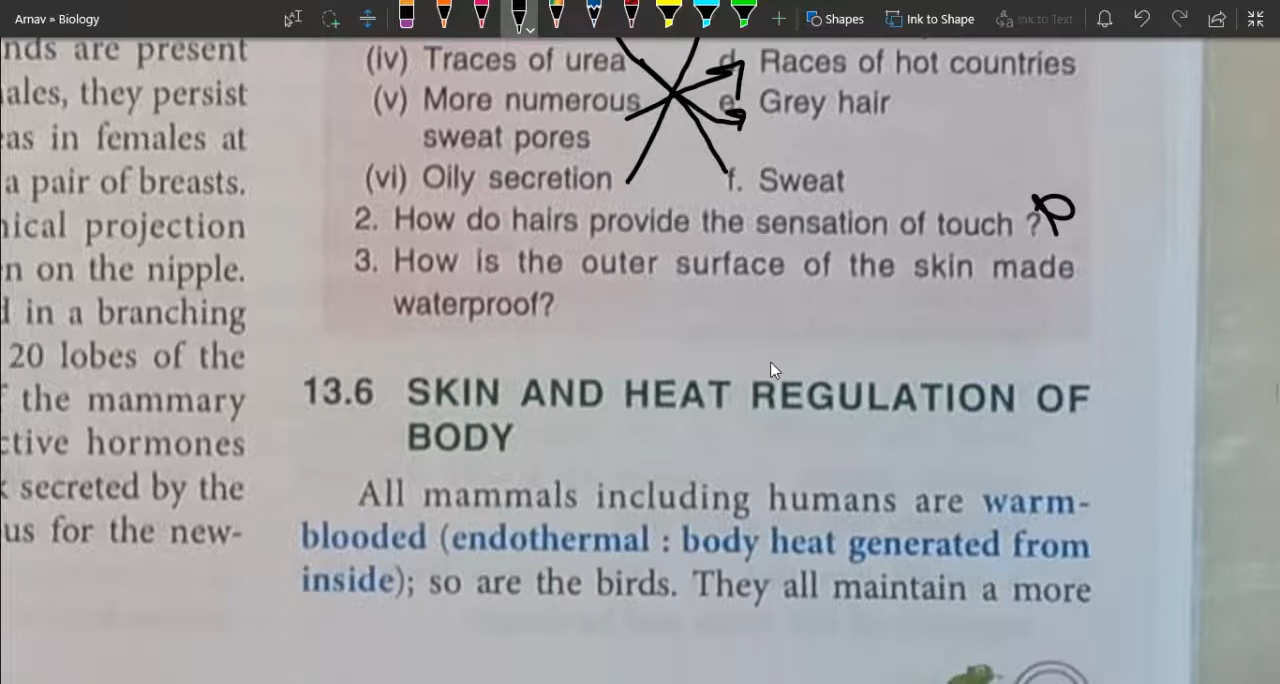 Arnav » Biology
Shapes
Ink to Shape
Ink to Text
nds are present
ales, they persist
as in females at
a pair of breasts.
nical projection
n on the nipple.
in a branching
20 lobes of the
the mammary
ctive hormones
secreted by the
us for the new-
(iv) Traces of urea
d. Races of hot countries
(v) More numerous
sweat pores
e. Grey hair
(vi) Oily secretion
f. Sweat
2. How do hairs provide the sensation of touch ?
3. How is the outer surface of the skin made
waterproof?
13.6 SKIN AND HEAT REGULATION OF
BODY
All mammals including humans are warm-
blooded (endothermal : body heat generated from
inside); so are the birds. They all maintain a more